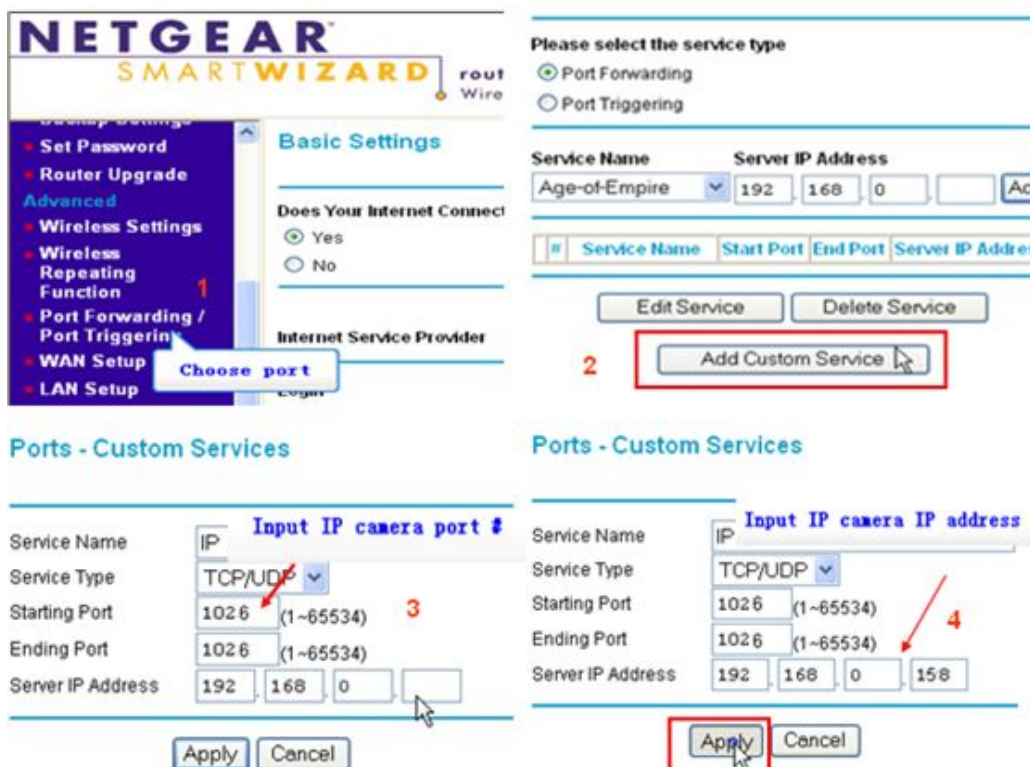 NETGEAR
SMARTWIZARD
rout
Wire
Backup Settings
Set Password
Router Upgrade
Advanced
Wireless Settings
Wireless
Repeating
Function
1
Port Forwarding /
Port Triggering
WAN Setup
LAN Setup
Choose port
Basic Settings
Does Your Internet Connect
Yes
No
Internet Service Provider
Login
Please select the service type
Port Forwarding
Port Triggering
Service Name Server IP Address
Age-of-Empire 192 . 168 . 0 . Ad
# Service Name Start Port End Port Server IP Addres
Edit Service Delete Service
2 Add Custom Service
Ports - Custom Services
Input IP camera port #
Service Name IP
Service Type TCP/UDP
Starting Port 1026 (1~65534) 3
Ending Port 1026 (1~65534)
Server IP Address 192 . 168 . 0 .
Apply Cancel
Ports - Custom Services
Input IP camera IP address
Service Name IP
Service Type TCP/UDP
Starting Port 1026 (1~65534) 4
Ending Port 1026 (1~65534)
Server IP Address 192 . 168 . 0 . 158
Apply Cancel